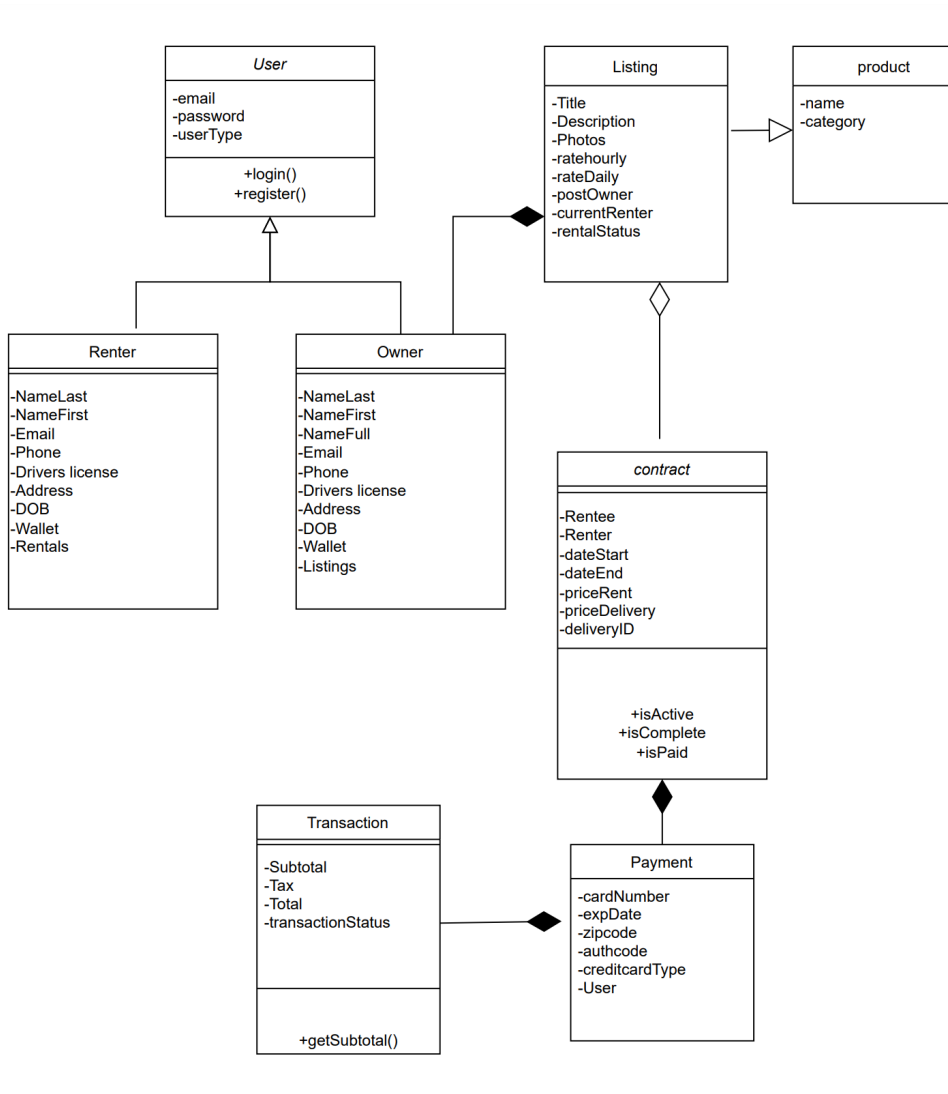 User
-email
-password
-userType
+login()
+register()
Listing
-Title
-Description
-Photos
-ratehourly
-rateDaily
-postOwner
-currentRenter
-rentalStatus
product
-name
-category
Renter
-NameLast
-NameFirst
-Email
-Phone
-Drivers license
-Address
-DOB
-Wallet
-Rentals
Owner
-NameLast
-NameFirst
-NameFull
-Email
-Phone
-Drivers license
-Address
-DOB
-Wallet
-Listings
contract
-Rentee
-Renter
-dateStart
-dateEnd
-priceRent
-priceDelivery
-deliveryID
+isActive
+isComplete
+isPaid
Transaction
-Subtotal
-Tax
-Total
-transactionStatus
+getSubtotal()
Payment
-cardNumber
-expDate
-zipcode
-authcode
-creditcardType
-User